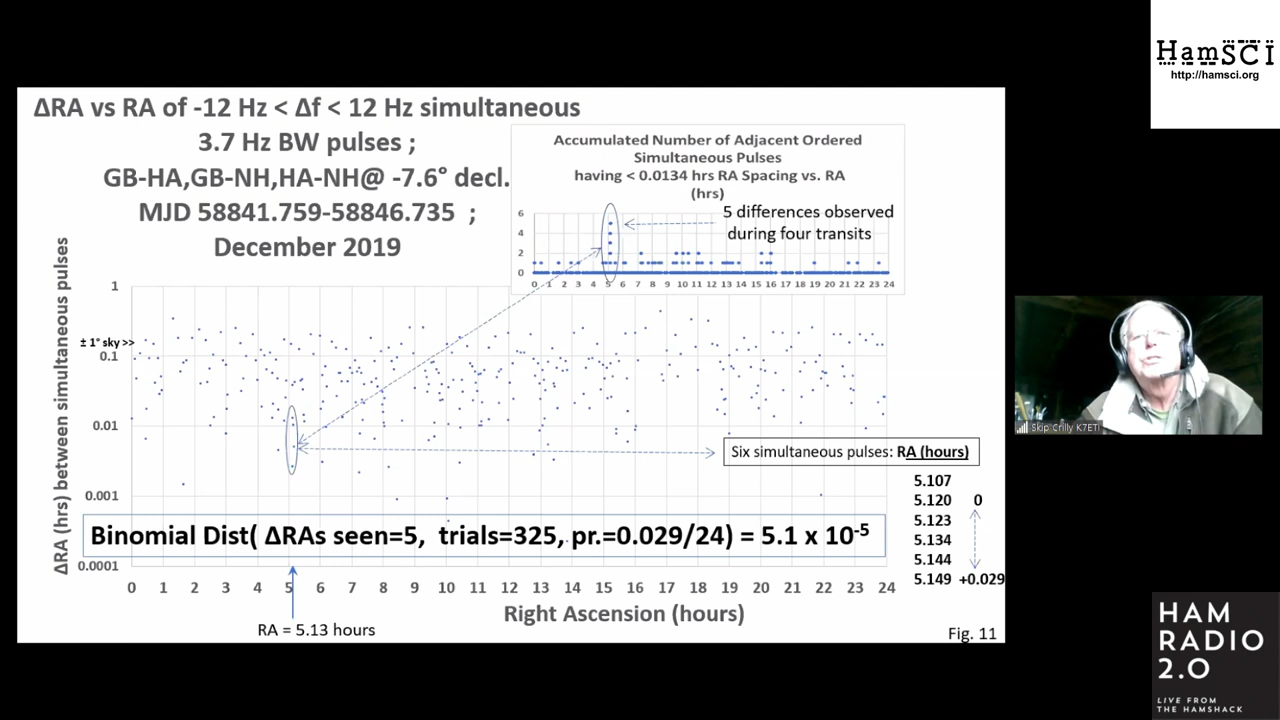 HamSCI
http://hamsci.org
ΔRA vs RA of -12 Hz < Δf < 12 Hz simultaneous
3.7 Hz BW pulses ;
GB-HA,GB-NH,HA-NH@ -7.6° decl.
MJD 58841.759-58846.735 ;
December 2019
Accumulated Number of Adjacent Ordered
Simultaneous Pulses
having < 0.0134 hrs RA Spacing vs. RA
(hrs)
5 differences observed
during four transits
6
4
2
0
0 1 2 3 4 5 6 7 8 9 10 11 12 13 14 15 16 17 18 19 20 21 22 23 24
ΔRA (hrs) between simultaneous pulses
1
± 1° sky >>
0.1
0.01
0.001
0.0001
Six simultaneous pulses: RA (hours)
5.107
5.120 0
5.123
5.134
5.144
5.149 +0.029
Binomial Dist( ΔRAs seen=5, trials=325, pr.=0.029/24) = 5.1 x 10-5
0 1 2 3 4 5 6 7 8 9 10 11 12 13 14 15 16 17 18 19 20 21 22 23 24
Right Ascension (hours)
RA = 5.13 hours
Fig. 11
Skip Crilly K7ETI
HAM
RADIO
2.0
LIVE FROM
THE HAMSHACK